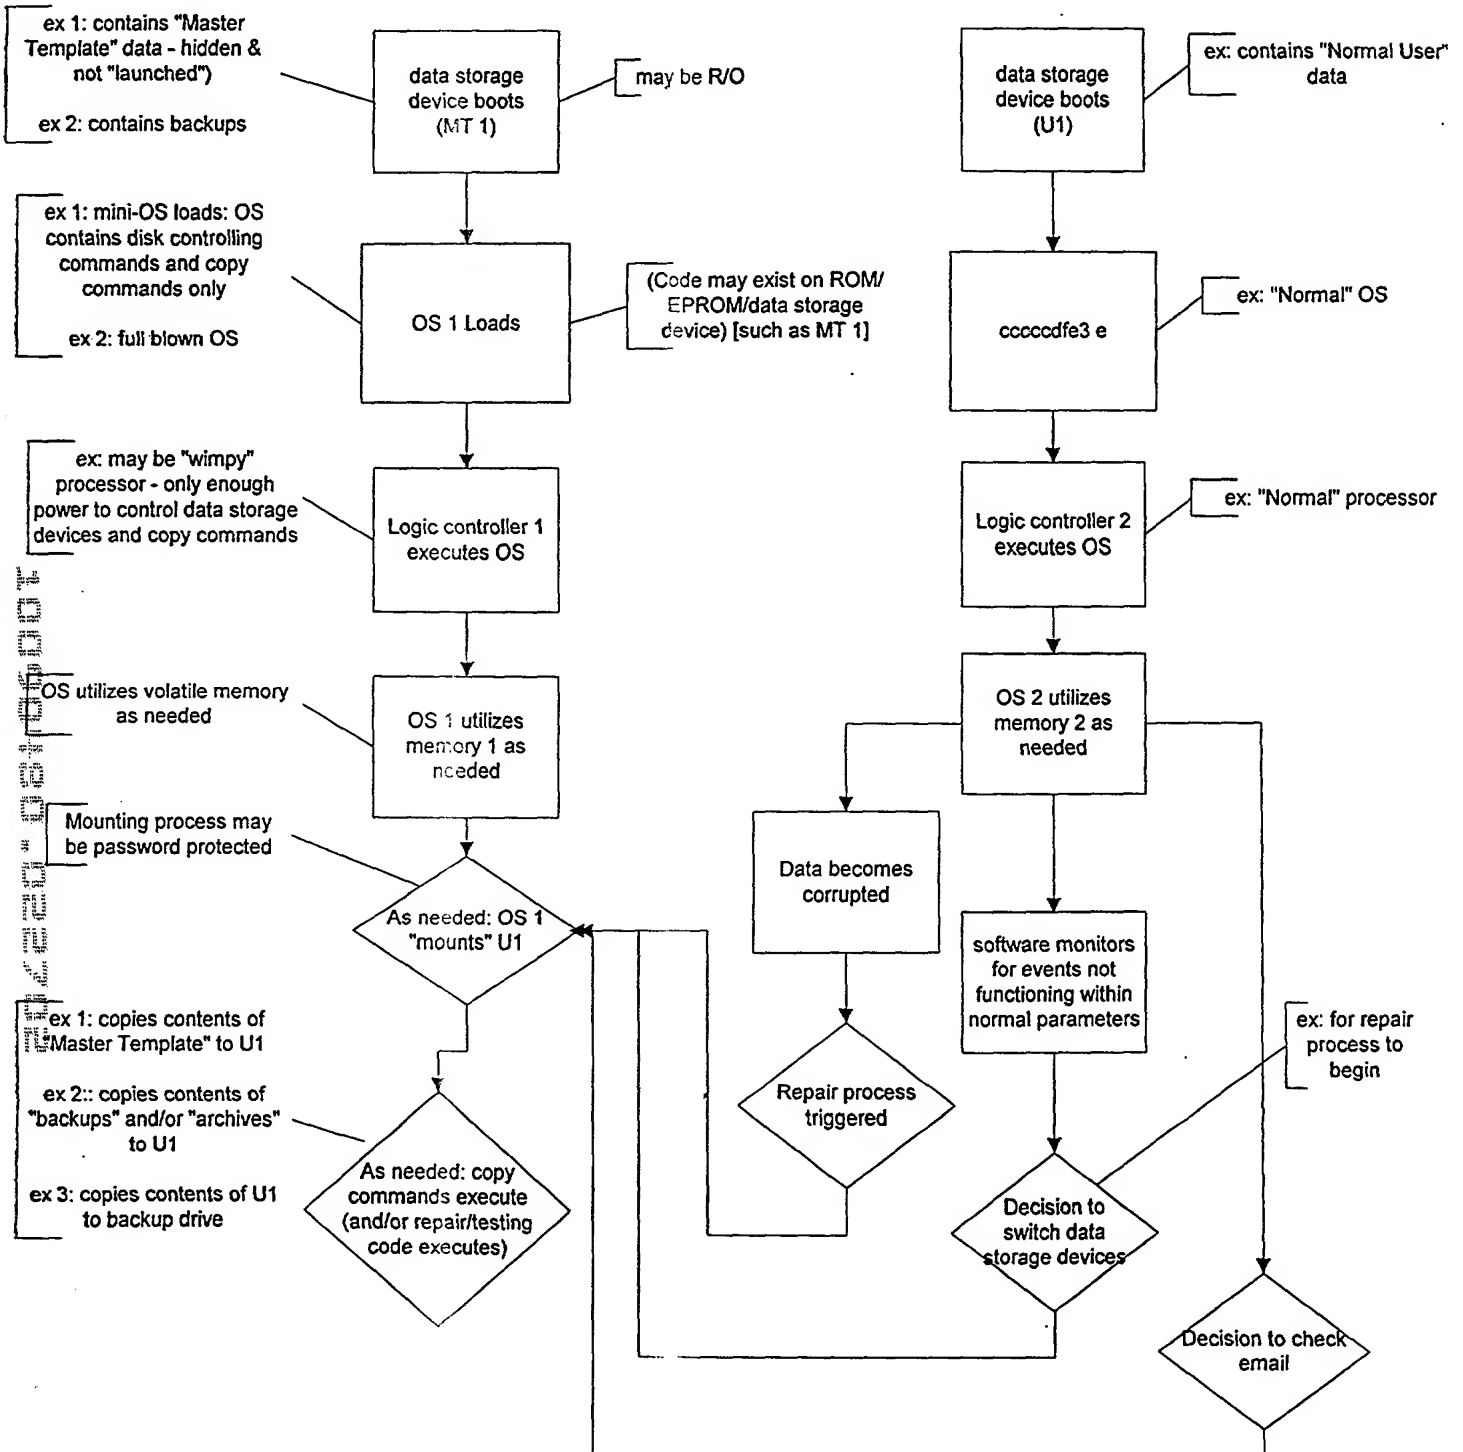 ex 1: contains "Master
Template" data - hidden &
not "launched")
ex 2: contains backups
data storage
device boots
(MT 1)
may be R/O
data storage
device boots
(U1)
ex: contains "Normal User"
data
ex 1: mini-OS loads: OS
contains disk controlling
commands and copy
commands only
ex 2: full blown OS
OS 1 Loads
(Code may exist on ROM/
EPROM/data storage
device) [such as MT 1]
cccccdfe3 e
ex: "Normal" OS
ex: may be "wimpy"
processor - only enough
power to control data storage
devices and copy commands
Logic controller 1
executes OS
Logic controller 2
executes OS
ex: "Normal" processor
OS utilizes volatile memory
as needed
OS 1 utilizes
memory 1 as
needed
OS 2 utilizes
memory 2 as
needed
Mounting process may
be password protected
As needed: OS 1
"mounts" U1
Data becomes
corrupted
software monitors
for events not
functioning within
normal parameters
ex 1: copies contents of
"Master Template" to U1
ex 2:: copies contents of
"backups" and/or "archives"
to U1
ex 3: copies contents of U1
to backup drive
As needed: copy
commands execute
(and/or repair/testing
code executes)
Repair process
triggered
ex: for repair
process to
begin
Decision to
switch data
storage devices
Decision to check
email